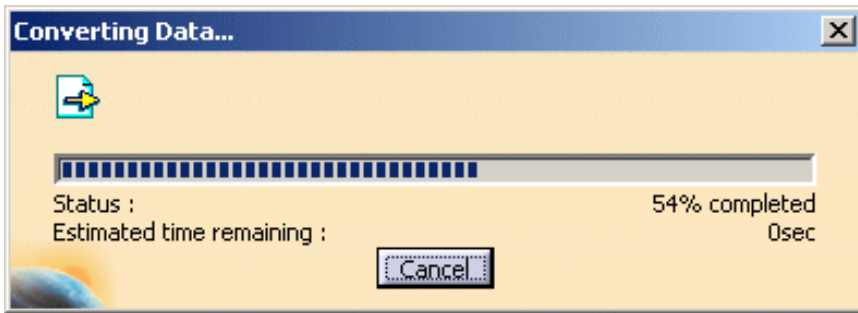 Converting Data...
Status : 54% completed
Estimated time remaining : 0sec
Cancel